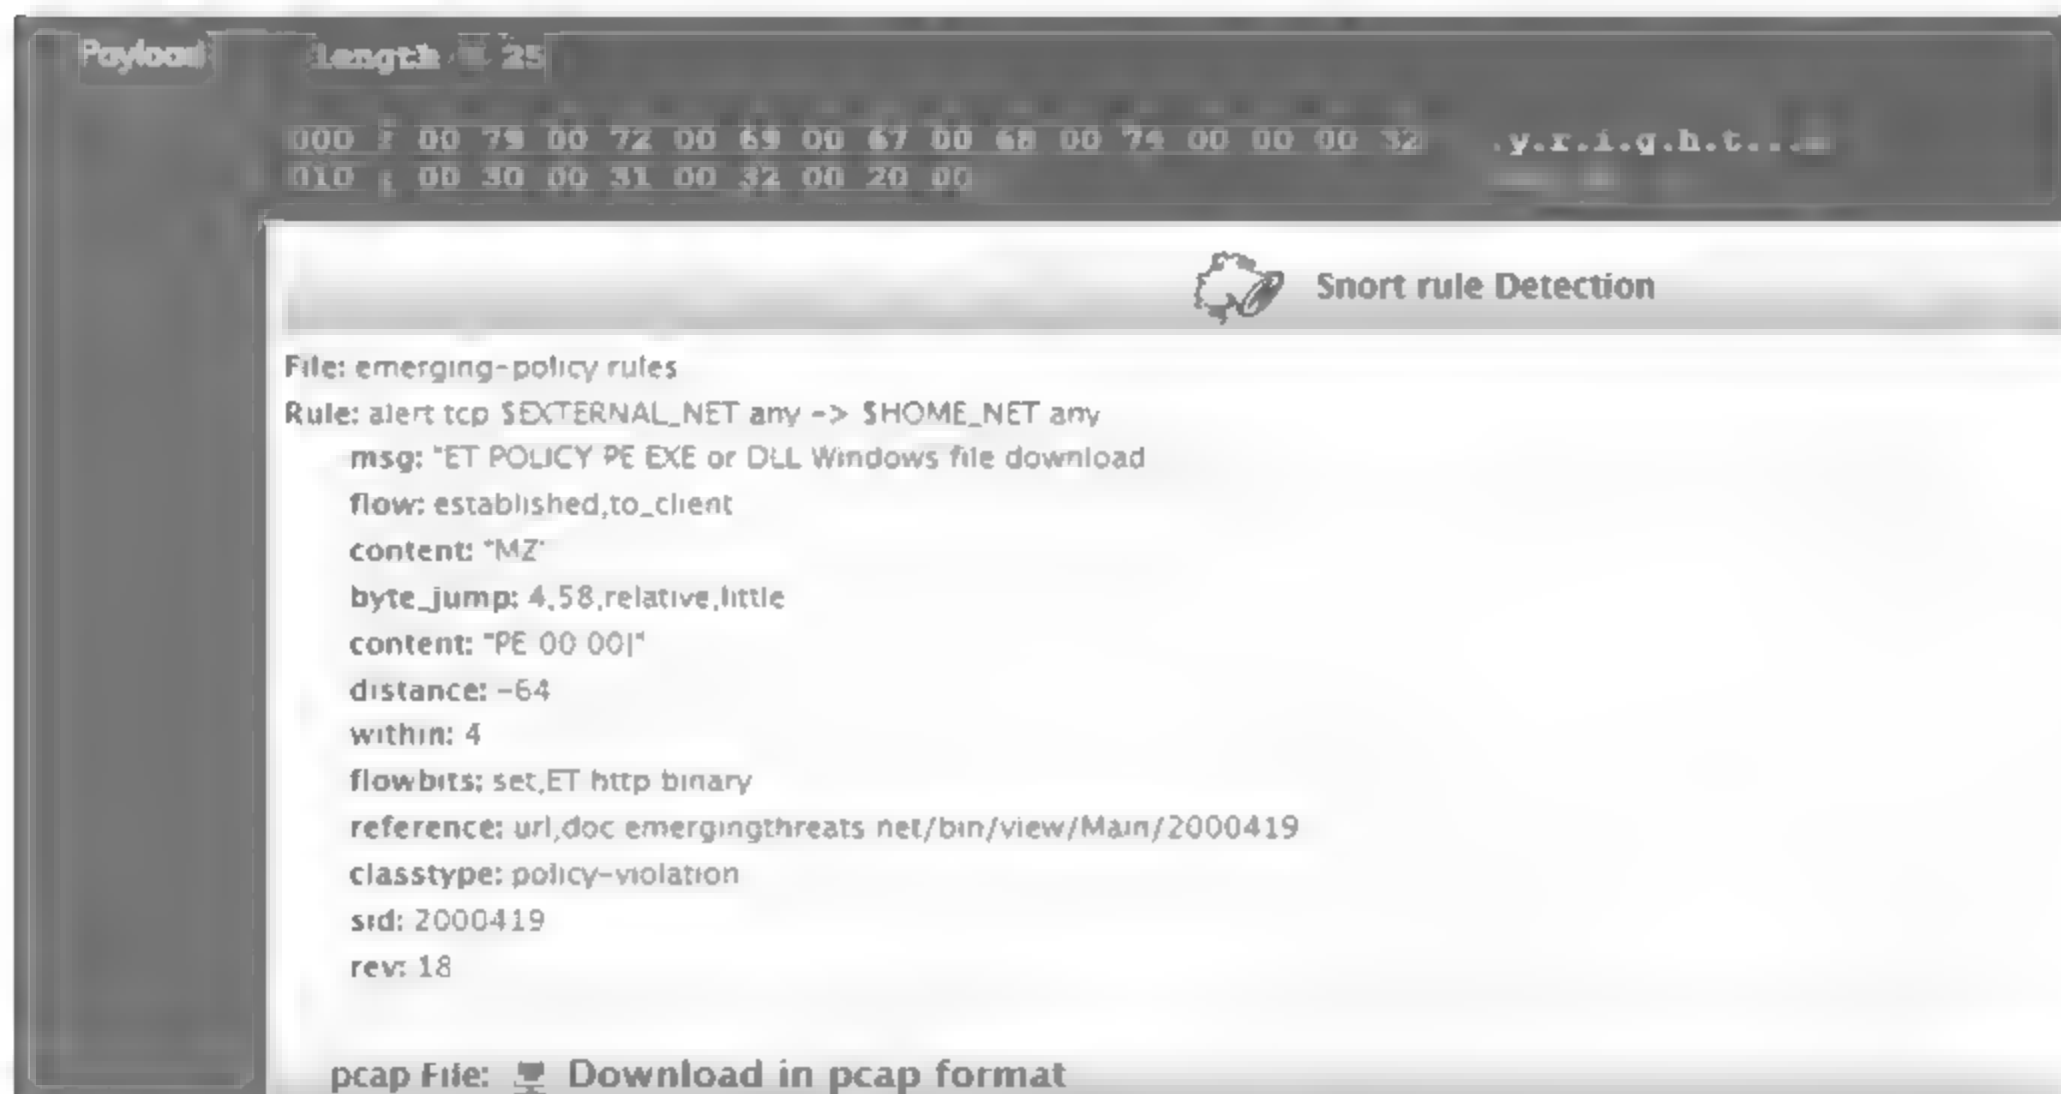 Payload length = 25
000 : 00 79 00 72 00 69 00 67 00 68 00 74 00 00 00 32 .y.r.i.g.h.t....
010 : 00 30 00 31 00 32 00 20 00
Snort rule Detection
File: emerging-policy rules
Rule: alert tcp $EXTERNAL_NET any -> $HOME_NET any
msg: "ET POLICY PE EXE or DLL Windows file download
flow: established,to_client
content: "MZ"
byte_jump: 4,58,relative,little
content: "PE 00 00|"
distance: -64
within: 4
flowbits: set,ET http binary
reference: url,doc emergingthreats net/bin/view/Main/2000419
classtype: policy-violation
sid: 2000419
rev: 18
pcap File: Download in pcap format